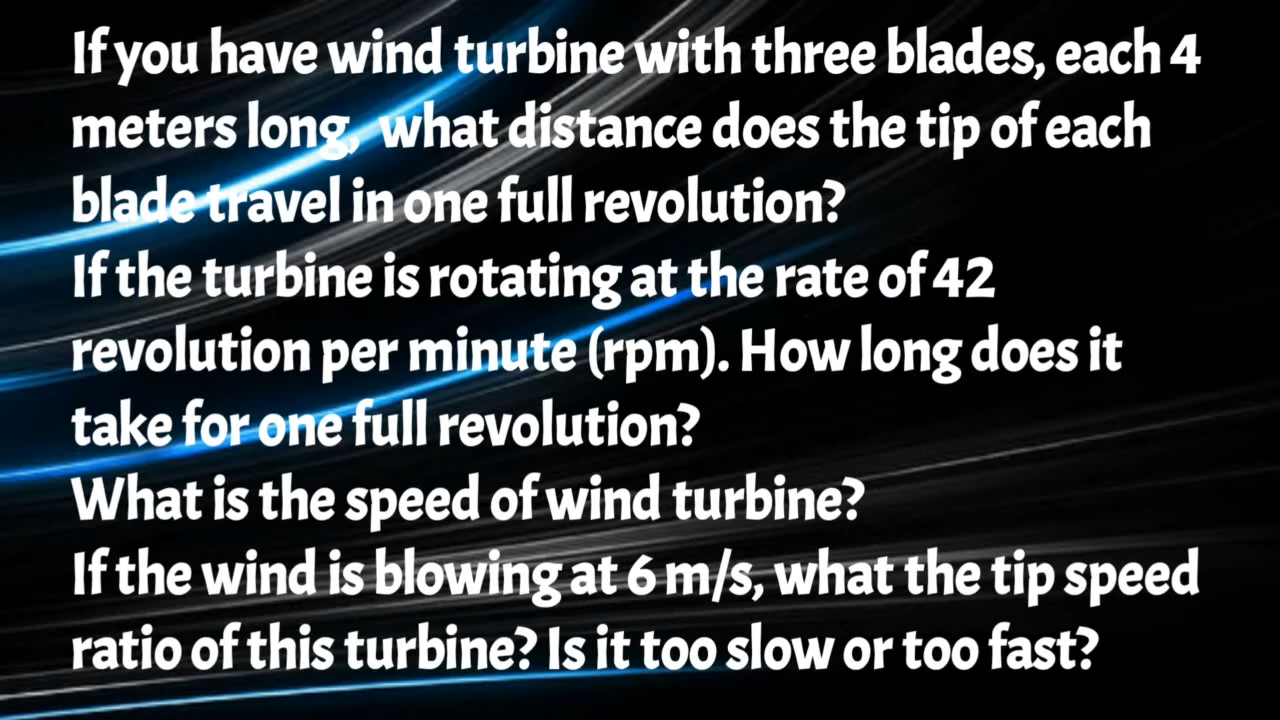 If you have wind turbine with three blades, each 4
meters long,  what distance does the tip of each
blade travel in one full revolution?
If the turbine is rotating at the rate of 42
revolution per minute (rpm). How long does it
take for one full revolution?
What is the speed of wind turbine?
If the wind is blowing at 6 m/s, what the tip speed
ratio of this turbine? Is it too slow or too fast?